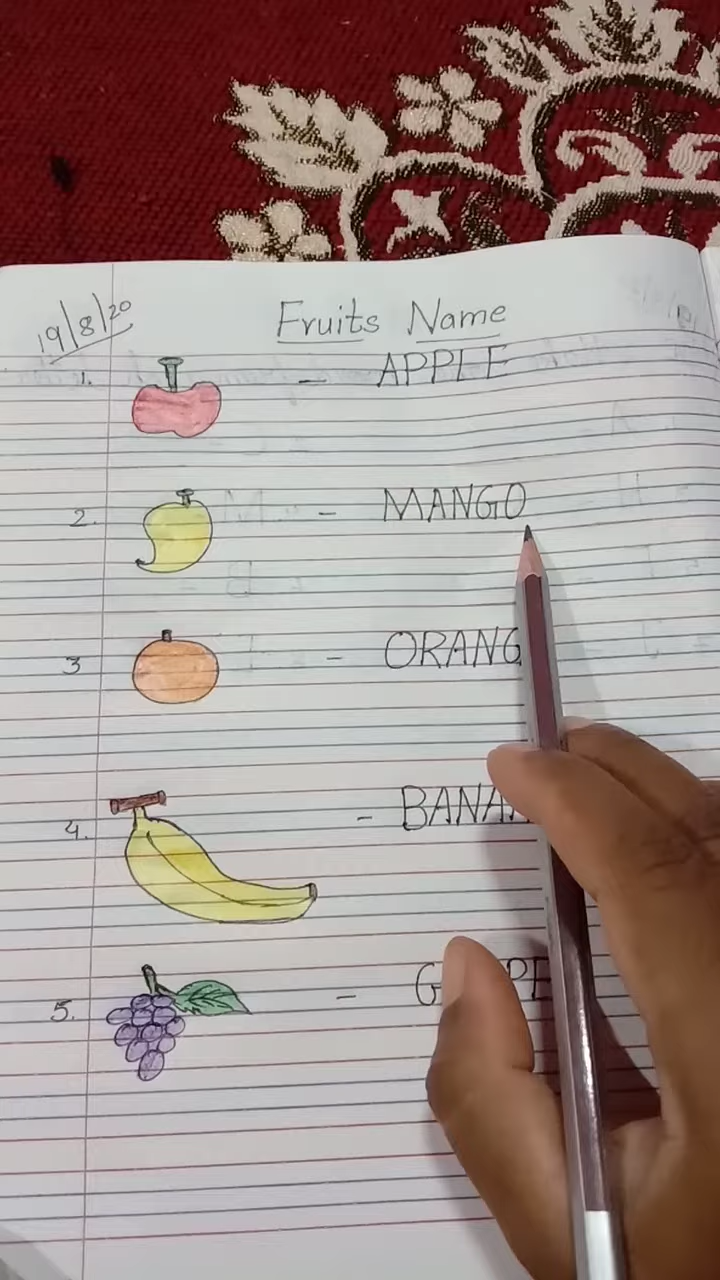 19/8/20
Fruits Name
1. - APPLE
2. - MANGO
3 - ORANG
4. - BANA
5. -